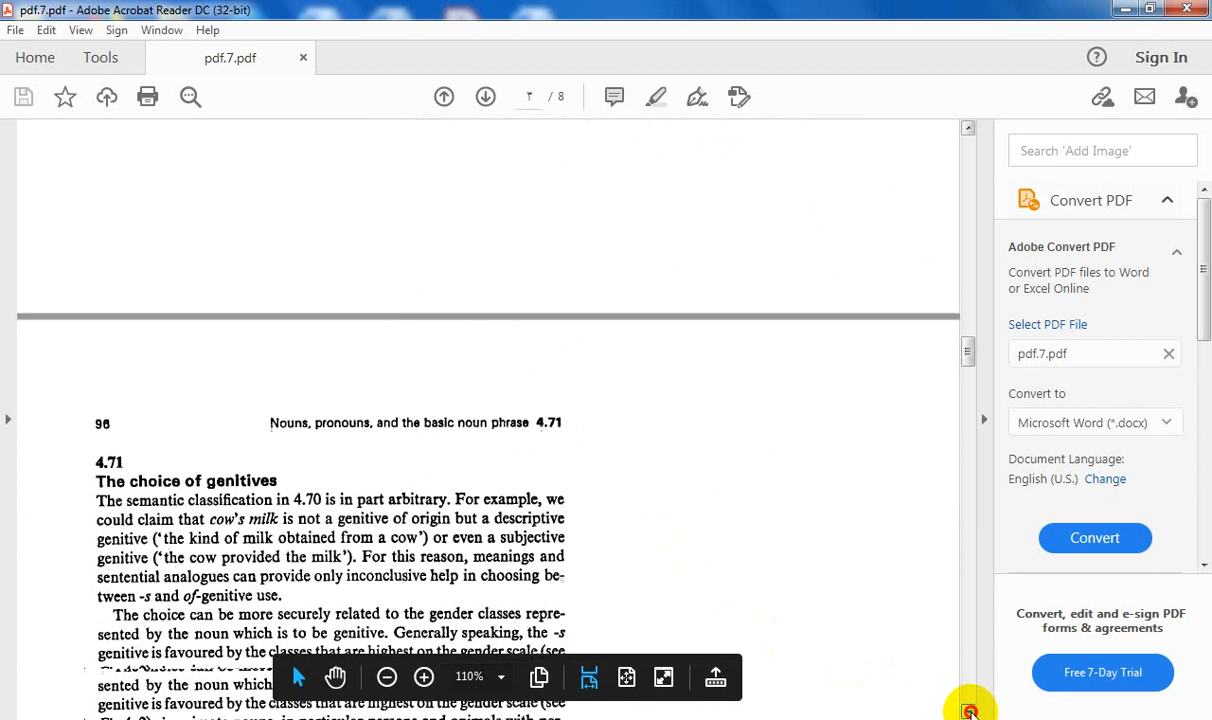 pdf.7.pdf - Adobe Acrobat Reader DC (32-bit)
File Edit View Sign Window Help
Home Tools pdf.7.pdf × Sign In
٣ / 8
Search 'Add Image'
Convert PDF
Adobe Convert PDF
Convert PDF files to Word
or Excel Online
Select PDF File
pdf.7.pdf
Convert to
Microsoft Word (*.docx)
Document Language:
English (U.S.) Change
Convert
Convert, edit and e-sign PDF
forms & agreements
Free 7-Day Trial
96 Nouns, pronouns, and the basic noun phrase 4.71
4.71
The choice of genitives
The semantic classification in 4.70 is in part arbitrary. For example, we
could claim that cow's milk is not a genitive of origin but a descriptive
genitive ('the kind of milk obtained from a cow') or even a subjective
genitive ('the cow provided the milk'). For this reason, meanings and
sentential analogues can provide only inconclusive help in choosing be-
tween -s and of-genitive use.
The choice can be more securely related to the gender classes repre-
sented by the noun which is to be genitive. Generally speaking, the -s
genitive is favoured by the classes that are highest on the gender scale (see
sented by the noun which
genitive is favoured by the classes that are highest on the gender scale (see
110%